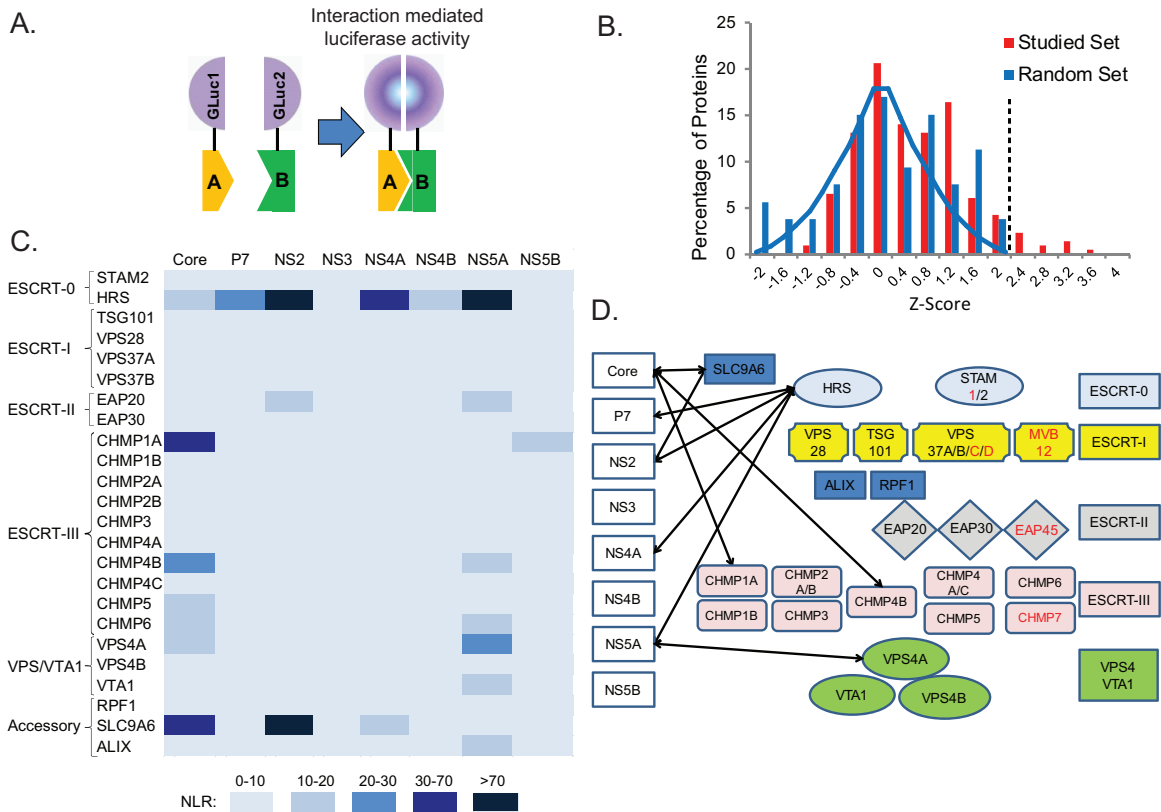 A.
Interaction mediated
luciferase activity
GLuc1
GLuc2
A
B
A
B
B.
Studied Set
Random Set
Percentage of Proteins
25
20
15
10
5
0
-2
-1.6
-1.2
-0.8
-0.4
0
0.4
0.8
1.2
1.6
2
2.4
2.8
3.2
3.6
4
Z-Score
C.
Core P7 NS2 NS3 NS4A NS4B NS5A NS5B
ESCRT-0
STAM2
HRS
ESCRT-I
TSG101
VPS28
VPS37A
VPS37B
ESCRT-II
EAP20
EAP30
ESCRT-III
CHMP1A
CHMP1B
CHMP2A
CHMP2B
CHMP3
CHMP4A
CHMP4B
CHMP4C
CHMP5
CHMP6
VPS/VTA1
VPS4A
VPS4B
VTA1
Accessory
RPF1
SLC9A6
ALIX
0-10 10-20 20-30 30-70 >70
NLR:
D.
Core
P7
NS2
NS3
NS4A
NS4B
NS5A
NS5B
SLC9A6
HRS
STAM
1/2
ESCRT-0
VPS
28
TSG
101
VPS
37A/B/C/D
MVB
12
ESCRT-I
ALIX
RPF1
EAP20
EAP30
EAP45
ESCRT-II
CHMP1A
CHMP2
A/B
CHMP4B
CHMP4
A/C
CHMP6
CHMP1B
CHMP3
CHMP5
CHMP7
ESCRT-III
VPS4A
VTA1
VPS4B
VPS4
VTA1